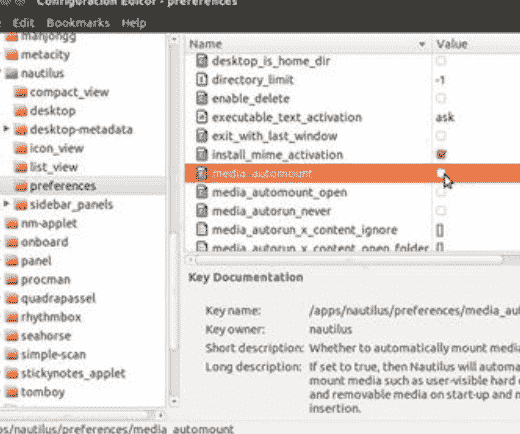 Configuration Editor - preferences
Edit Bookmarks Help
manjongg
metacity
nautilus
compact_view
desktop
desktop-metadata
icon_view
list_view
preferences
sidebar_panels
nm-applet
onboard
panel
procman
quadrapassel
rhythmbox
seahorse
simple-scan
stickynotes_applet
tomboy
Name Value
desktop_is_home_dir
directory_limit -1
enable_delete
executable_text_activation ask
exit_with_last_window
install_mime_activation
media_automount
media_automount_open
media_autorun_never
media_autorun_x_content_ignore []
media_autorun_x_content_open_folder []
Key Documentation
Key name: /apps/nautilus/preferences/media_aut
Key owner: nautilus
Short description: Whether to automatically mount media
Long description: If set to true, then Nautilus will automa
mount media such as user-visible hard
and removable media on start-up and m
insertion.
ps/nautilus/preferences/media_automount